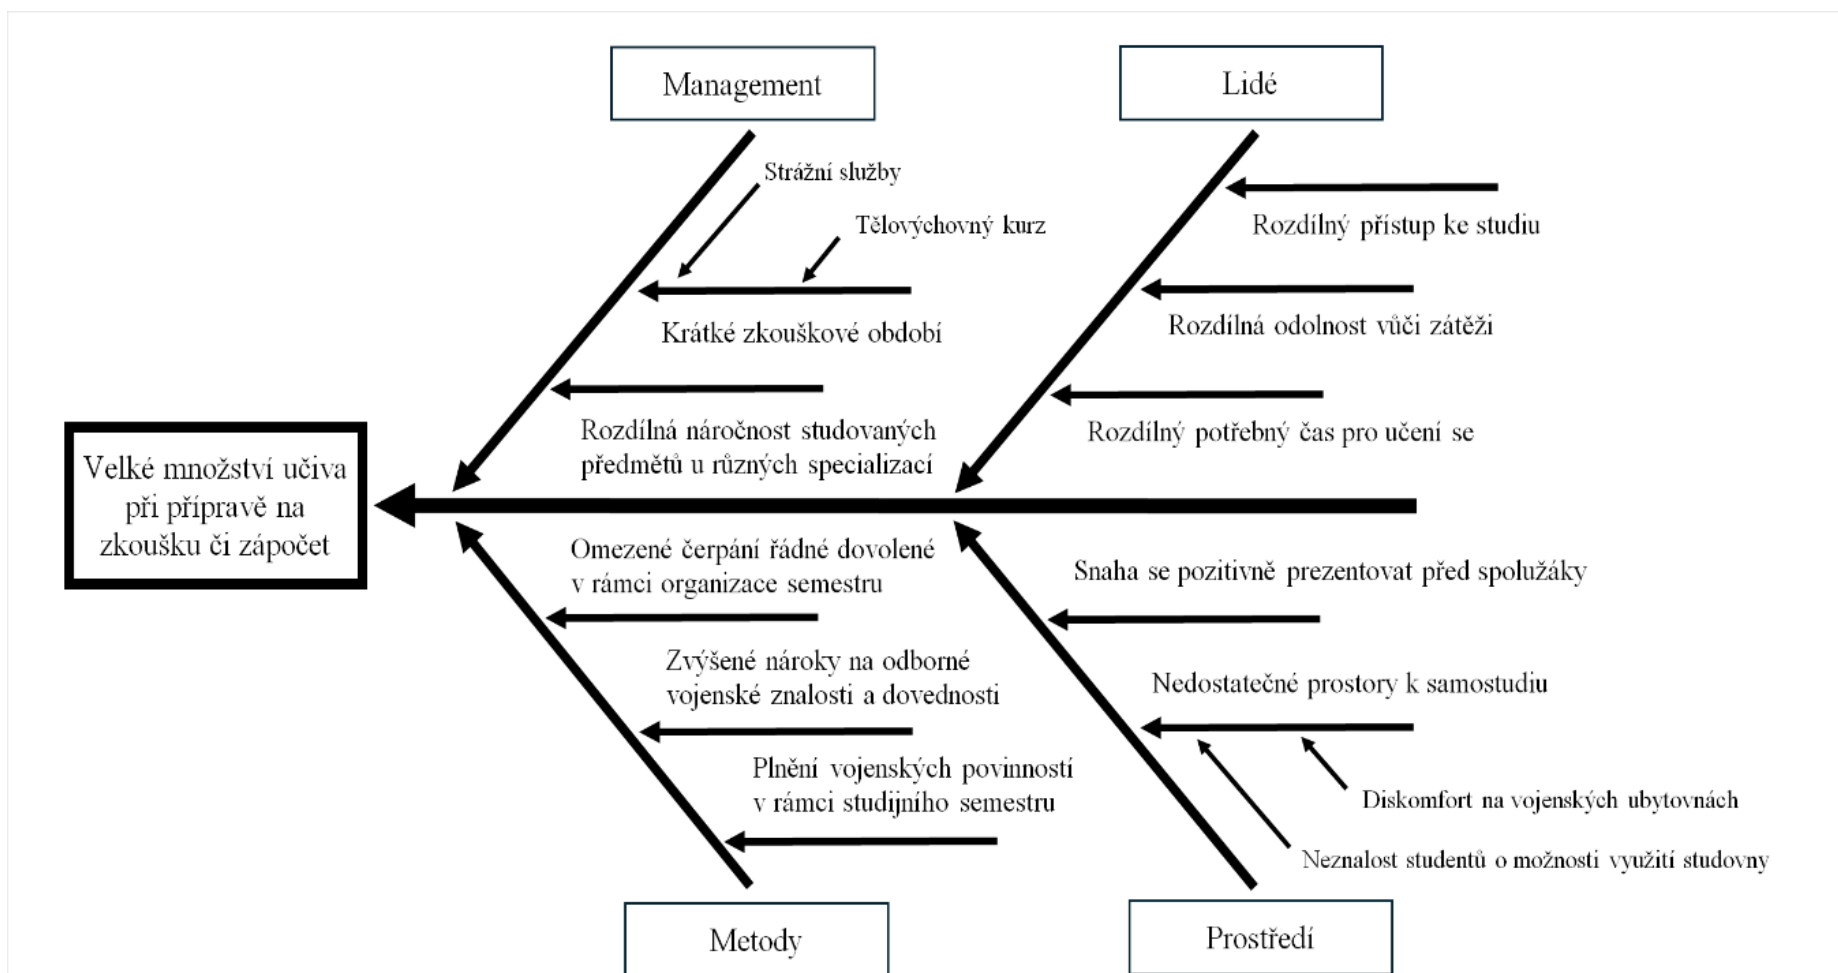 Management
Lidé
Strážní služby
Tělovýchovný kurz
Krátké zkouškové období
Rozdílná náročnost studovaných
předmětů u různých specializací
Rozdílný přístup ke studiu
Rozdílná odolnost vůči zátěži
Rozdílný potřebný čas pro učení se
Velké množství učiva
při přípravě na
zkoušku či zápočet
Omezené čerpání řádné dovolené
v rámci organizace semestru
Zvýšené nároky na odborné
vojenské znalosti a dovednosti
Plnění vojenských povinností
v rámci studijního semestru
Snaha se pozitivně prezentovat před spolužáky
Nedostatečné prostory k samostudiu
Diskomfort na vojenských ubytovnách
Neznalost studentů o možnosti využití studovny
Metody
Prostředí